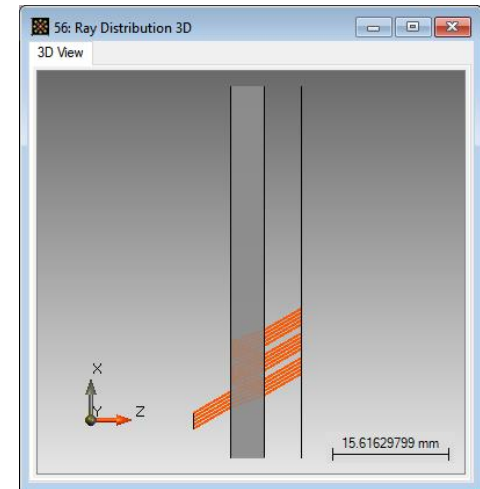 56: Ray Distribution 3D
3D View
X
Y
Z
15.61629799 mm